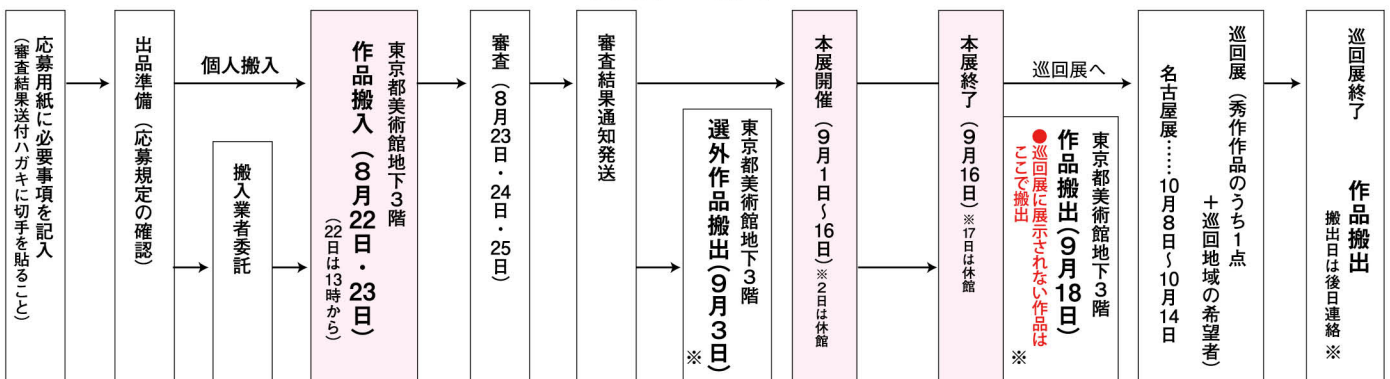 応募用紙に必要事項を記入
（審査結果送付ハガキに切手を貼ること）
出品準備（応募規定の確認）
個人搬入
搬入業者委託
東京都美術館地下3階
作品搬入（8月22日・23日）
（22日は13時から）
審査（8月23日・24日・25日）
審査結果通知発送
東京都美術館地下3階
選外作品搬出（9月3日）
※
本展開催（9月1日〜16日）※2日は休館
本展終了（9月16日）※17日は休館
巡回展へ
東京都美術館地下3階
作品搬出（9月18日）
●巡回展に展示されない作品は
ここで搬出
※
巡回展（秀作作品のうち1点
＋巡回地域の希望者）
名古屋展……10月8日〜10月14日
巡回展終了
作品搬出
搬出日は後日連絡※